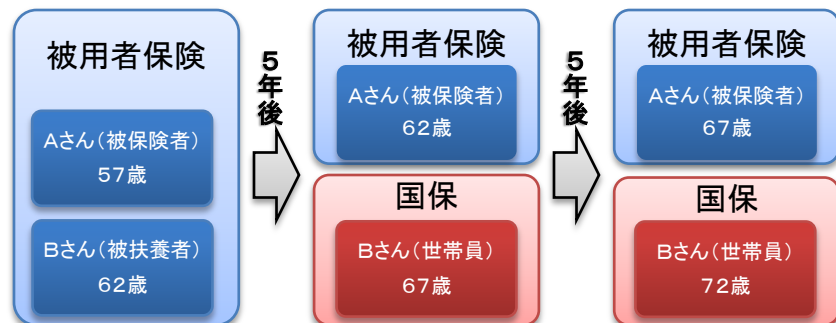 被用者保険
Aさん(被保険者)
57歳
Bさん(被扶養者)
62歳
5年後
被用者保険
Aさん(被保険者)
62歳
国保
Bさん(世帯員)
67歳
5年後
被用者保険
Aさん(被保険者)
67歳
国保
Bさん(世帯員)
72歳